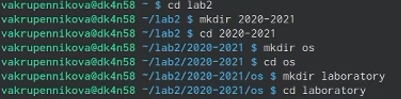 vakrupennikova@dk4n58 ~ $ cd lab2
vakrupennikova@dk4n58 ~/lab2 $ mkdir 2020-2021
vakrupennikova@dk4n58 ~/lab2 $ cd 2020-2021
vakrupennikova@dk4n58 ~/lab2/2020-2021 $ mkdir os
vakrupennikova@dk4n58 ~/lab2/2020-2021 $ cd os
vakrupennikova@dk4n58 ~/lab2/2020-2021/os $ mkdir laboratory
vakrupennikova@dk4n58 ~/lab2/2020-2021/os $ cd laboratory